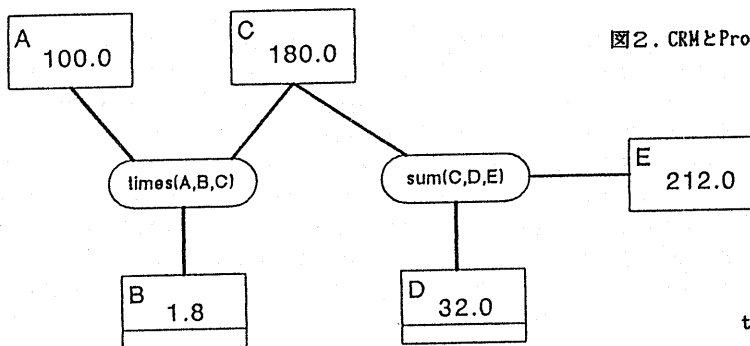 A
100.0
C
180.0
図2. CRMとPro
times(A,B,C)
sum(C,D,E)
E
212.0
B
1.8
D
32.0
t